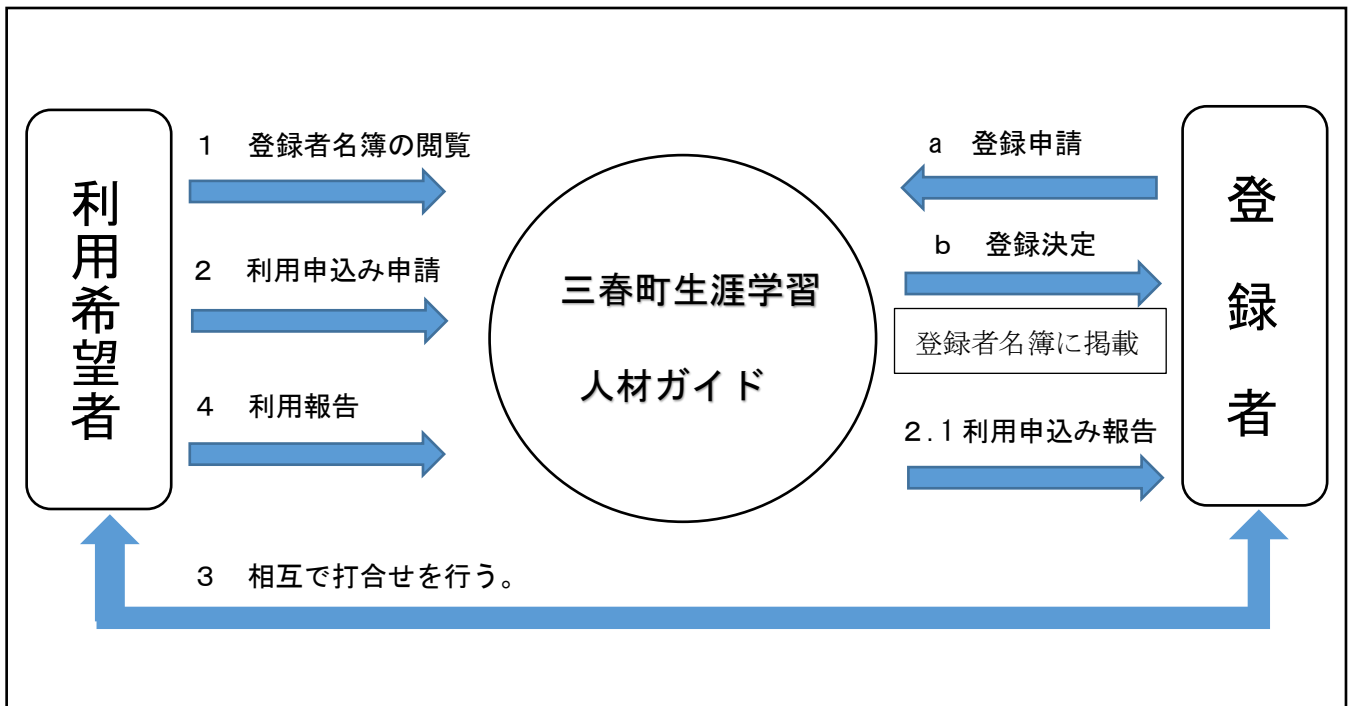 利用希望者
1　登録者名簿の閲覧
2　利用申込み申請
4　利用報告
三春町生涯学習
人材ガイド
a　登録申請
b　登録決定
登録者名簿に掲載
2.1利用申込み報告
登録者
3　相互で打合せを行う。